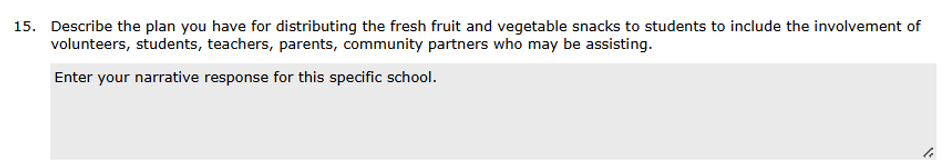 15. Describe the plan you have for distributing the fresh fruit and vegetable snacks to students to include the involvement of
volunteers, students, teachers, parents, community partners who may be assisting.
Enter your narrative response for this specific school.